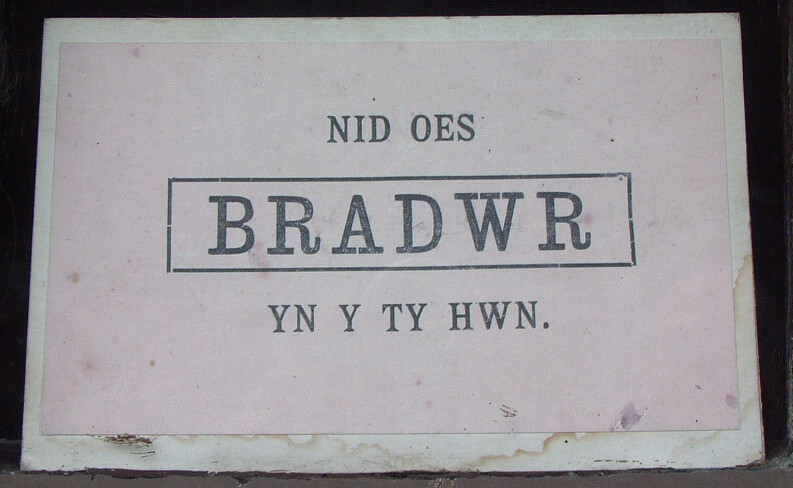 NID OES
BRADWR
YN Y TY HWN.